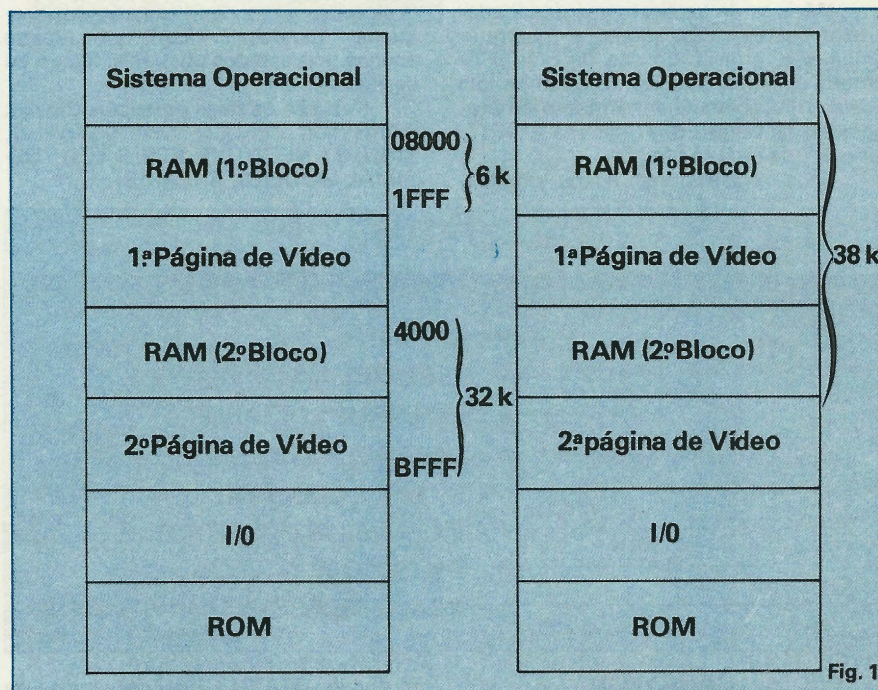 Sistema Operacional
RAM (1º Bloco)
08000
1FFF
6 k
1ª Página de Vídeo
RAM (2º Bloco)
4000
32 k
2º Página de Vídeo
BFFF
I/0
ROM
Sistema Operacional
RAM (1º Bloco)
1ª Página de Vídeo
38 k
RAM (2º Bloco)
2ª página de Vídeo
I/0
ROM
Fig. 1